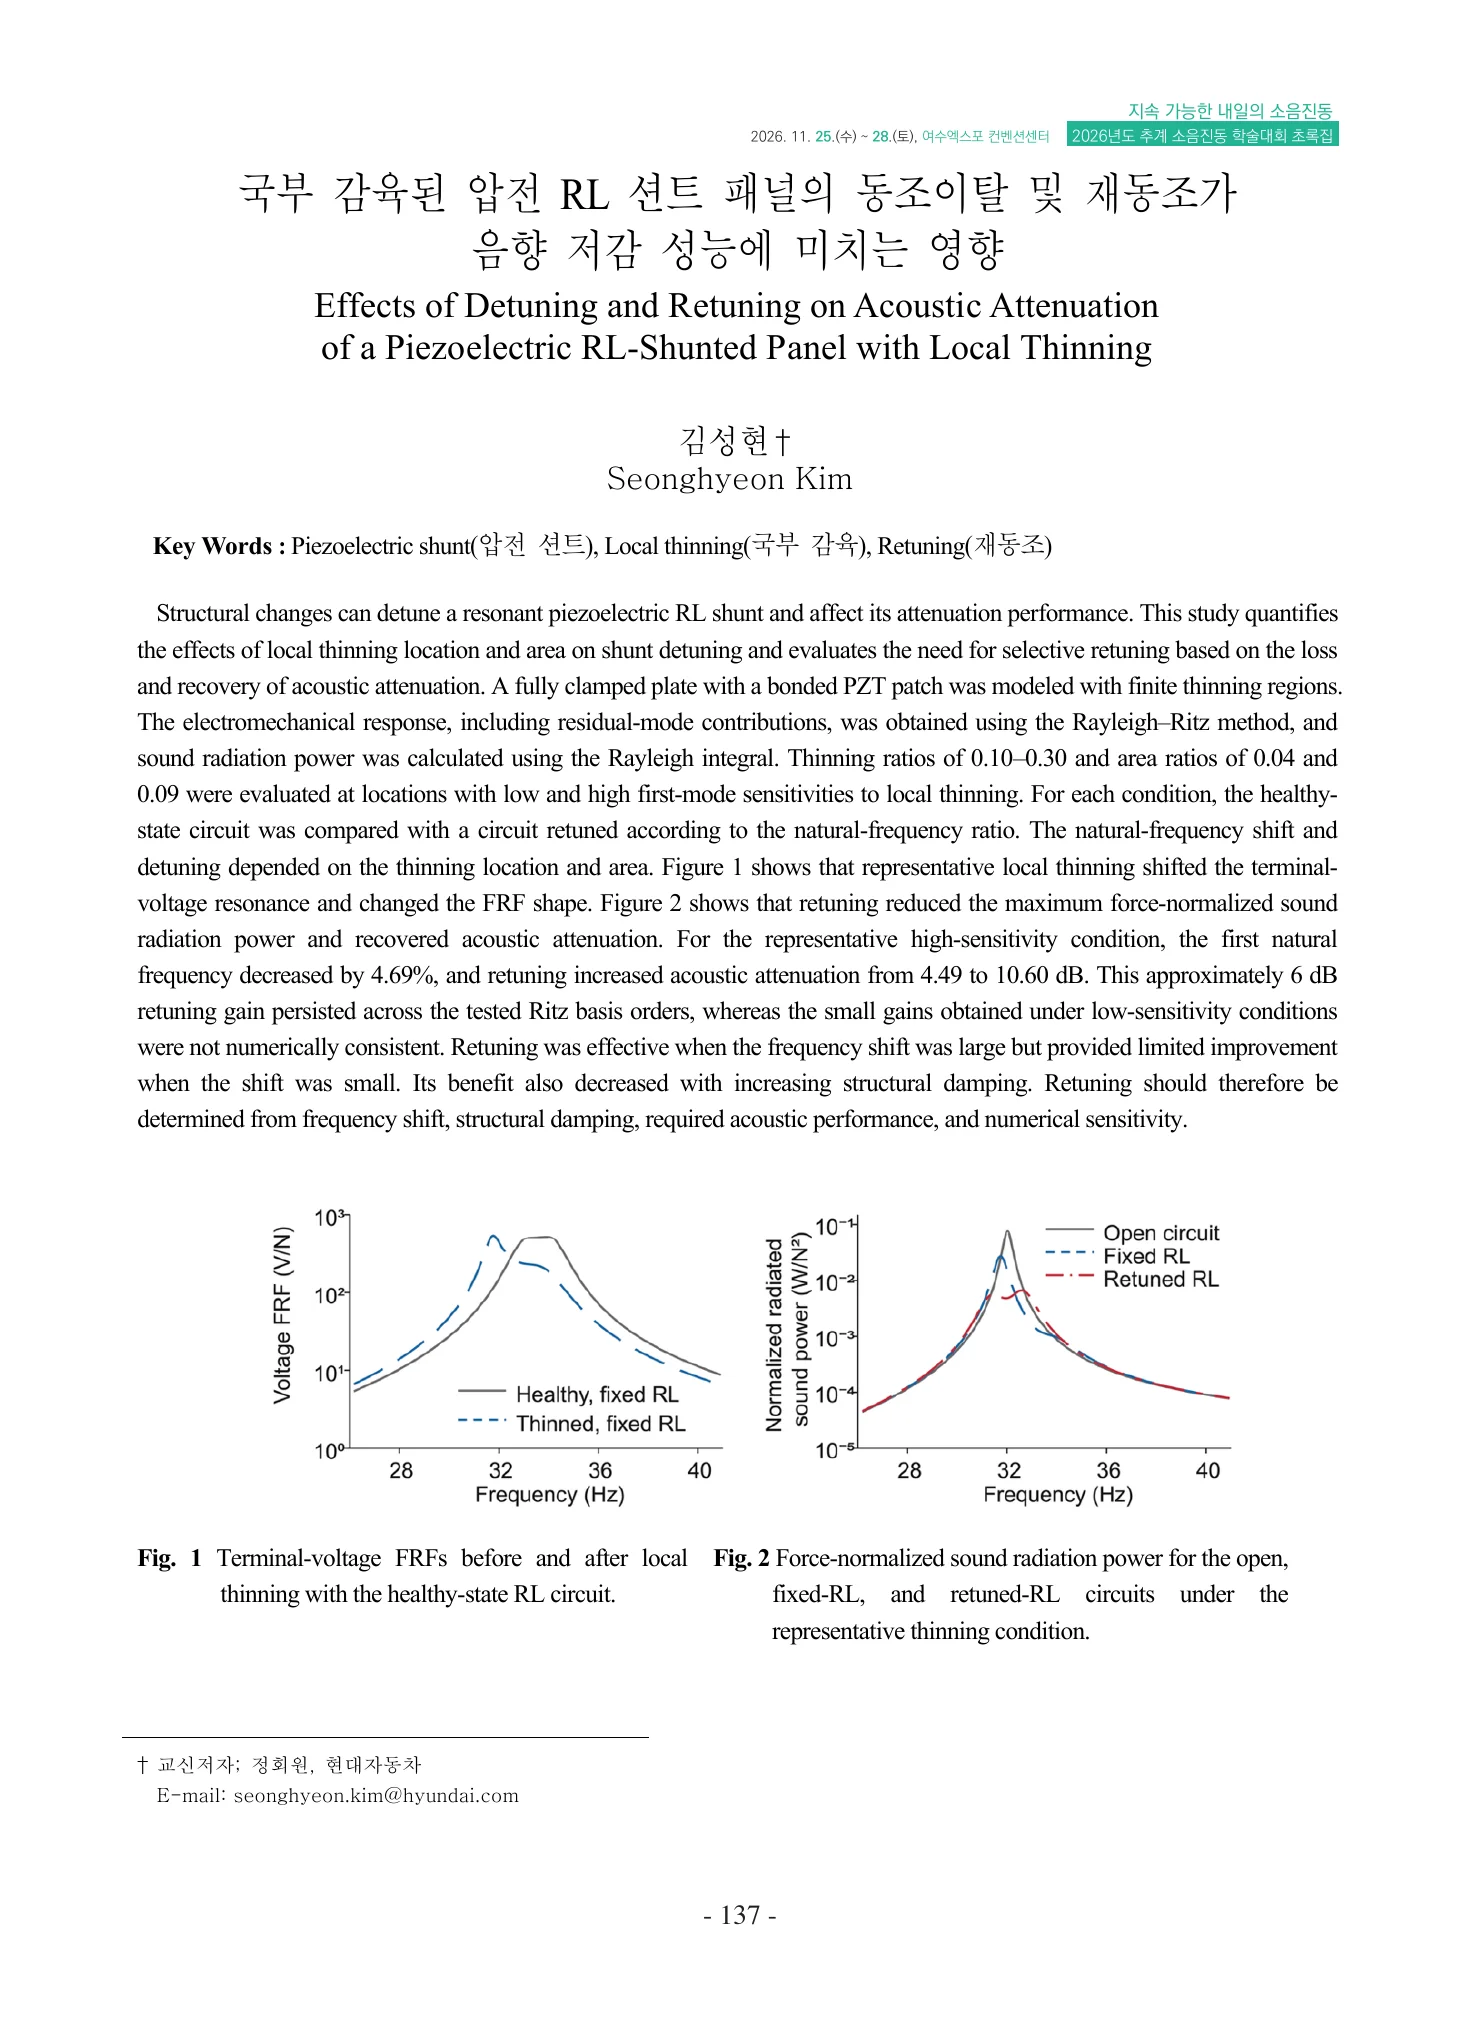 지속 가능한 내일의 소음진동
2026. 11. 25.(수) ~ 28.(토), 여수엑스포 컨벤션센터 2026년도 추계 소음진동 학술대회 초록집
국부 감육된 압전 RL 션트 패널의 동조이탈 및 재동조가
음향 저감 성능에 미치는 영향
Effects of Detuning and Retuning on Acoustic Attenuation
of a Piezoelectric RL-Shunted Panel with Local Thinning
김성현†
Seonghyeon Kim
Key Words : Piezoelectric shunt(압전 션트), Local thinning(국부 감육), Retuning(재동조)
Structural changes can detune a resonant piezoelectric RL shunt and affect its attenuation performance. This study quantifies
the effects of local thinning location and area on shunt detuning and evaluates the need for selective retuning based on the loss
and recovery of acoustic attenuation. A fully clamped plate with a bonded PZT patch was modeled with finite thinning regions.
The electromechanical response, including residual-mode contributions, was obtained using the Rayleigh–Ritz method, and
sound radiation power was calculated using the Rayleigh integral. Thinning ratios of 0.10–0.30 and area ratios of 0.04 and
0.09 were evaluated at locations with low and high first-mode sensitivities to local thinning. For each condition, the healthy-
state circuit was compared with a circuit retuned according to the natural-frequency ratio. The natural-frequency shift and
detuning depended on the thinning location and area. Figure 1 shows that representative local thinning shifted the terminal-
voltage resonance and changed the FRF shape. Figure 2 shows that retuning reduced the maximum force-normalized sound
radiation power and recovered acoustic attenuation. For the representative high-sensitivity condition, the first natural
frequency decreased by 4.69%, and retuning increased acoustic attenuation from 4.49 to 10.60 dB. This approximately 6 dB
retuning gain persisted across the tested Ritz basis orders, whereas the small gains obtained under low-sensitivity conditions
were not numerically consistent. Retuning was effective when the frequency shift was large but provided limited improvement
when the shift was small. Its benefit also decreased with increasing structural damping. Retuning should therefore be
determined from frequency shift, structural damping, required acoustic performance, and numerical sensitivity.
Voltage FRF (V/N)
10³
10²
10¹
10⁰
Healthy, fixed RL
Thinned, fixed RL
28 32 36 40
Frequency (Hz)
Normalized radiated
sound power (W/N²)
10⁻¹
10⁻²
10⁻³
10⁻⁴
10⁻⁵
Open circuit
Fixed RL
Retuned RL
28 32 36 40
Frequency (Hz)
Fig. 1 Terminal-voltage FRFs before and after local
thinning with the healthy-state RL circuit.
Fig. 2 Force-normalized sound radiation power for the open,
fixed-RL, and retuned-RL circuits under the
representative thinning condition.
† 교신저자; 정회원, 현대자동차
E-mail: seonghyeon.kim@hyundai.com
- 137 -